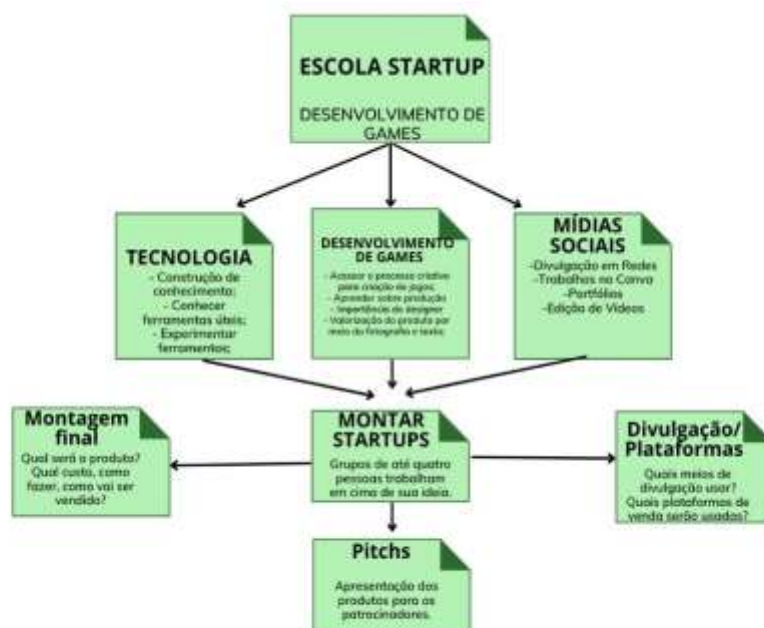 ESCOLA STARTUP
DESENVOLVIMENTO DE
GAMES
TECNOLOGIA
- Construção de
conhecimento;
- Conhecer
ferramentas úteis;
- Experimentar
ferramentas;
DESENVOLVIMENTO
DE GAMES
- Acessar o processo criativo
para criação de jogos;
- Aprender sobre produção
- Importância do designer
- Valorização do produto por
meio da fotografia e texto;
MÍDIAS
SOCIAIS
-Divulgação em Redes
-Trabalhos no Canva
-Portfólios
-Edição de Vídeos
Montagem
final
Qual será o produto?
Qual custo, como
fazer, como vai ser
vendido?
MONTAR
STARTUPS
Grupos de até quatro
pessoas trabalham
em cima de sua ideia.
Divulgação/
Plataformas
Quais meios de
divulgação usar?
Quais plataformas de
venda serão usadas?
Pitchs
Apresentação dos
produtos para os
patrocinadores.